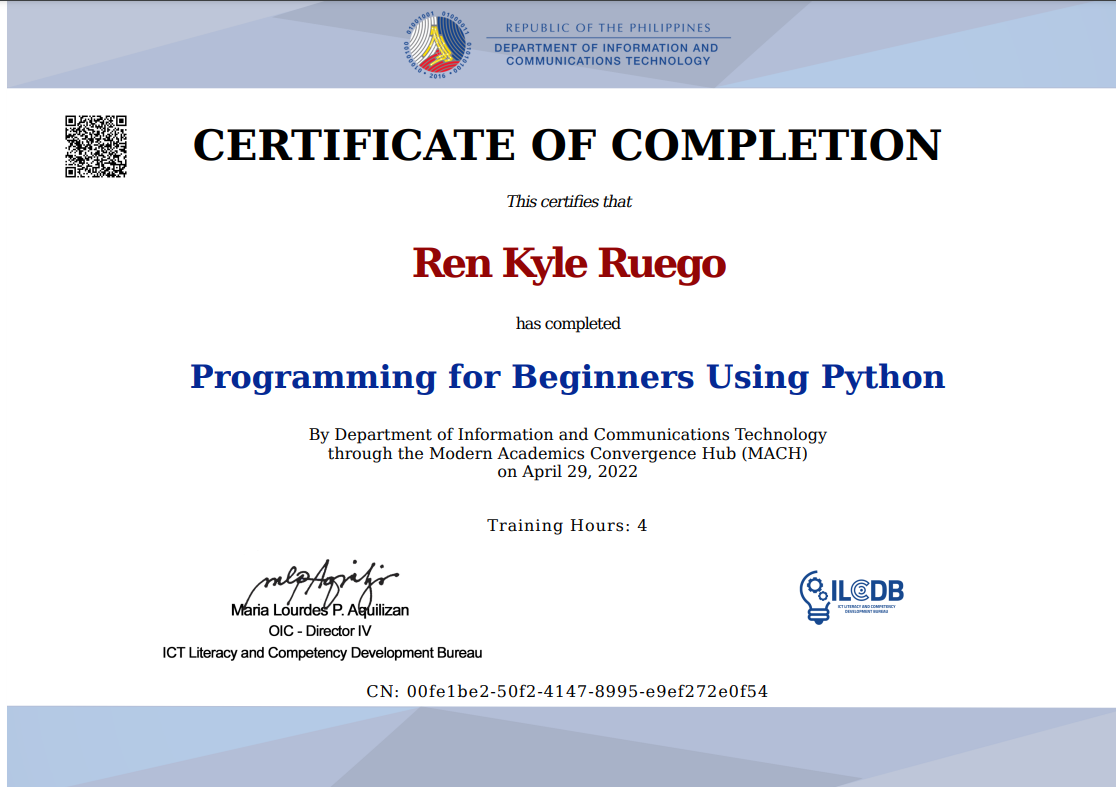 REPUBLIC OF THE PHILIPPINES
DEPARTMENT OF INFORMATION AND
COMMUNICATIONS TECHNOLOGY
2016
CERTIFICATE OF COMPLETION
This certifies that
Ren Kyle Ruego
has completed
Programming for Beginners Using Python
By Department of Information and Communications Technology
through the Modern Academics Convergence Hub (MACH)
on April 29, 2022
Training Hours: 4
Maria Lourdes P. Aquilizan
OIC - Director IV
ICT Literacy and Competency Development Bureau
ILCDB
ICT LITERACY AND COMPETENCY
DEVELOPMENT BUREAU
CN: 00fe1be2-50f2-4147-8995-e9ef272e0f54